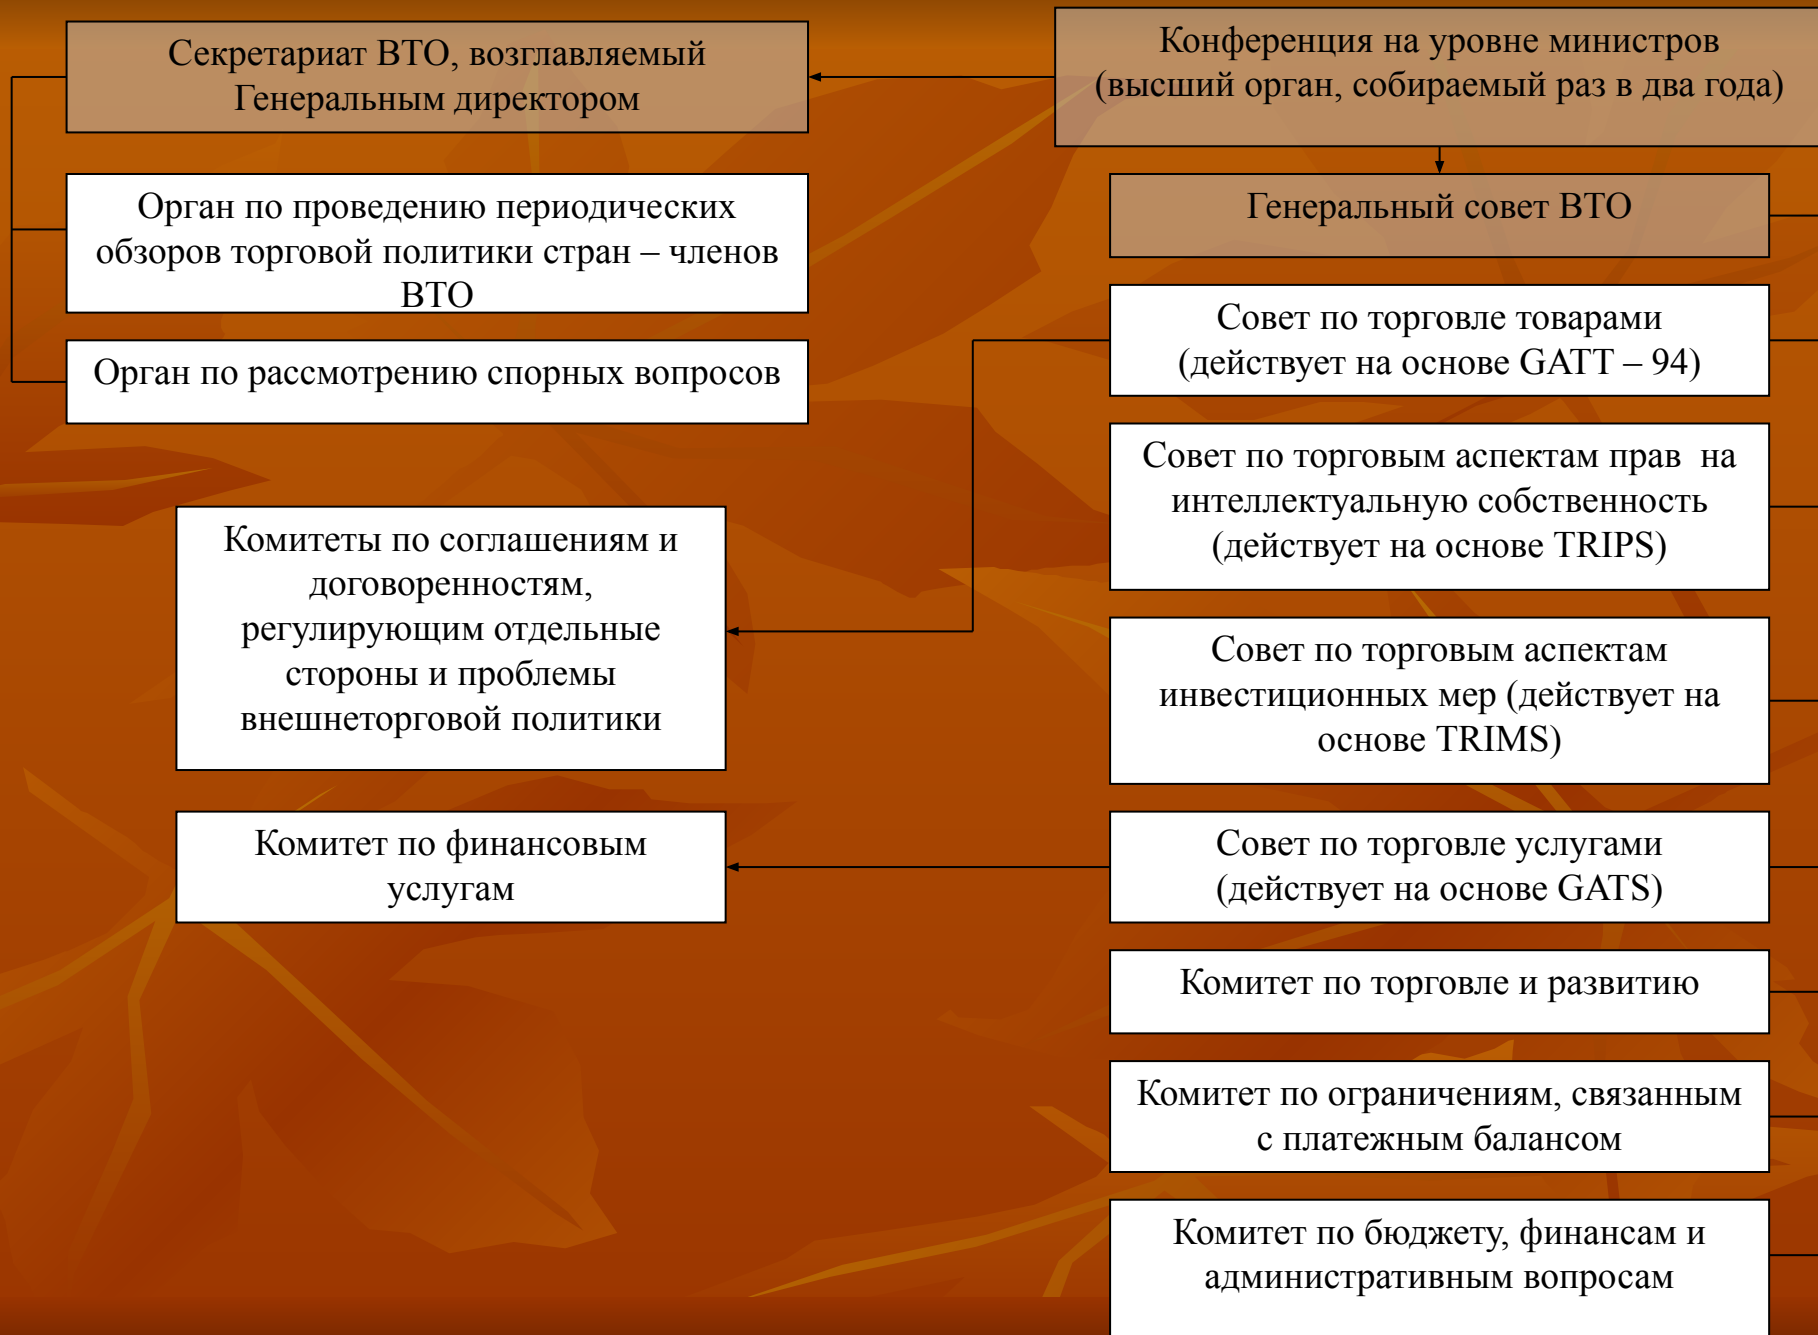 Секретариат ВТО, возглавляемый
Генеральным директором
Орган по проведению периодических
обзоров торговой политики стран – членов
ВТО
Орган по рассмотрению спорных вопросов
Комитеты по соглашениям и
договоренностям,
регулирующим отдельные
стороны и проблемы
внешнеторговой политики
Комитет по финансовым
услугам
Конференция на уровне министров
(высший орган, собираемый раз в два года)
Генеральный совет ВТО
Совет по торговле товарами
(действует на основе GATT – 94)
Совет по торговым аспектам прав  на
интеллектуальную собственность
(действует на основе TRIPS)
Совет по торговым аспектам
инвестиционных мер (действует на
основе TRIMS)
Совет по торговле услугами
(действует на основе GATS)
Комитет по торговле и развитию
Комитет по ограничениям, связанным
с платежным балансом
Комитет по бюджету, финансам и
административным вопросам